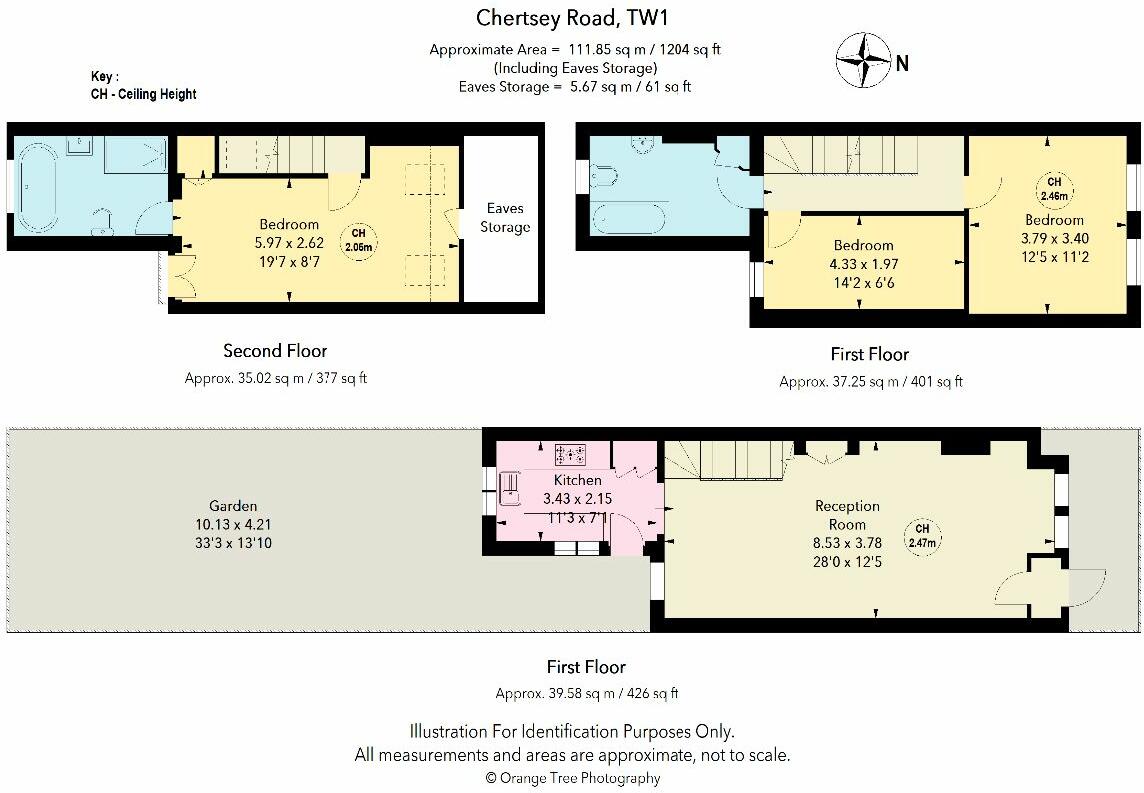 Chertsey Road, TW1
Approximate Area = 111.85 sq m / 1204 sq ft
(Including Eaves Storage)
Eaves Storage = 5.67 sq m / 61 sq ft
N
Key :
CH - Ceiling Height
Bedroom
5.97 x 2.62
19'7 x 8'7
CH
2.05m
Eaves
Storage
Second Floor
Approx. 35.02 sq m / 377 sq ft
CH
2.46m
Bedroom
3.79 x 3.40
12'5 x 11'2
Bedroom
4.33 x 1.97
14'2 x 6'6
First Floor
Approx. 37.25 sq m / 401 sq ft
Garden
10.13 x 4.21
33'3 x 13'10
Kitchen
3.43 x 2.15
11'3 x 7'1
Reception
Room
8.53 x 3.78
28'0 x 12'5
CH
2.47m
First Floor
Approx. 39.58 sq m / 426 sq ft
Illustration For Identification Purposes Only.
All measurements and areas are approximate, not to scale.
© Orange Tree Photography